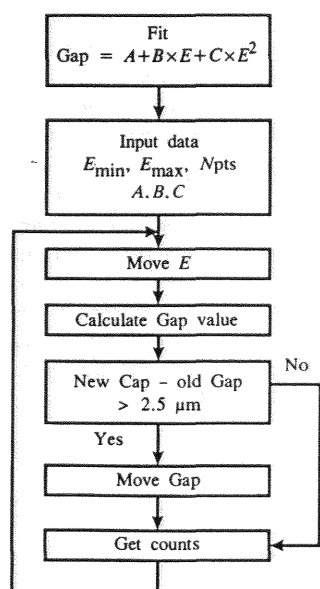 Fit
Gap = A+B×E+C×E²
Input data
Emin, Emax, Npts
A.B.C
Move E
Calculate Gap value
New Cap – old Gap
> 2.5 µm
No
Yes
Move Gap
Get counts